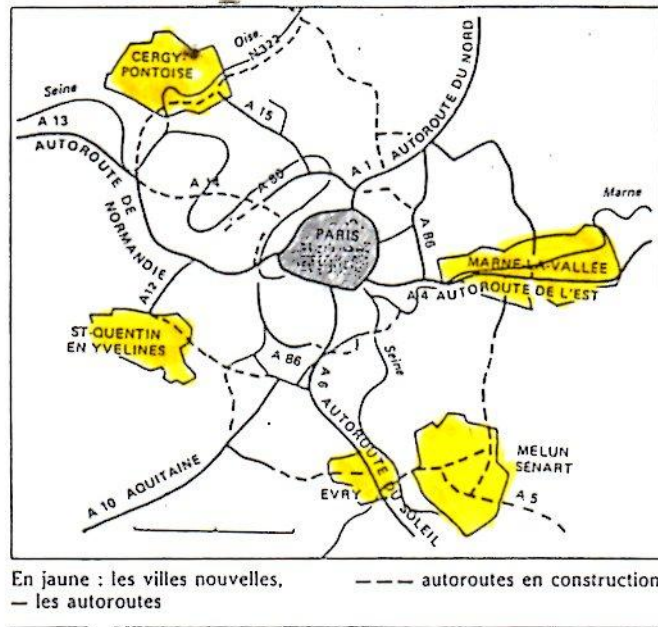 CERGY-
PONTOISE
Oise
N322
Seine
A 13
A 15
AUTOROUTE DU NORD
A 1
AUTOROUTE DE
NORMANDIE
A 14
A 86
Marne
PARIS
A 86
MARNE-LA-VALLÉE
A 12
A 4 AUTOROUTE DE L'EST
ST-QUENTIN
EN YVELINES
A 86
Seine
A 6 AUTOROUTE DU SOLEIL
MELUN
SÉNART
EVRY
A 5
A 10 AQUITAINE
En jaune : les villes nouvelles,
--- autoroutes en construction
— les autoroutes